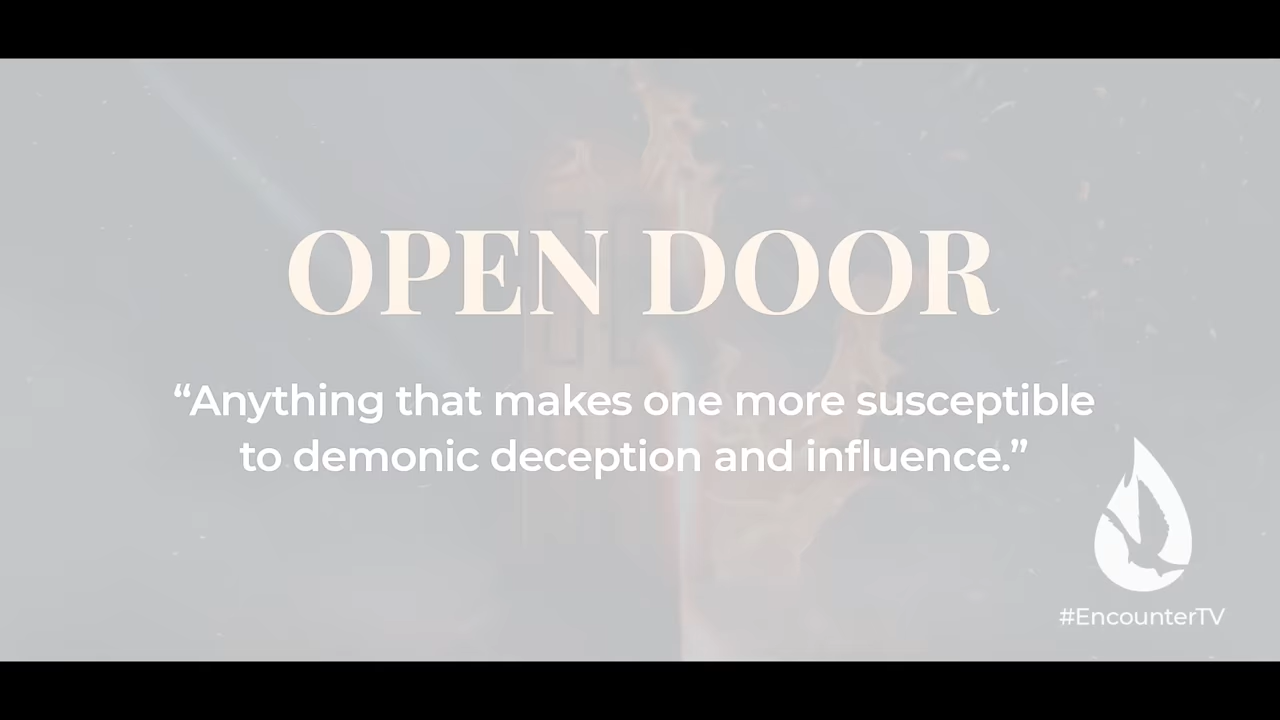 OPEN DOOR
“Anything that makes one more susceptible
to demonic deception and influence.”
#EncounterTV